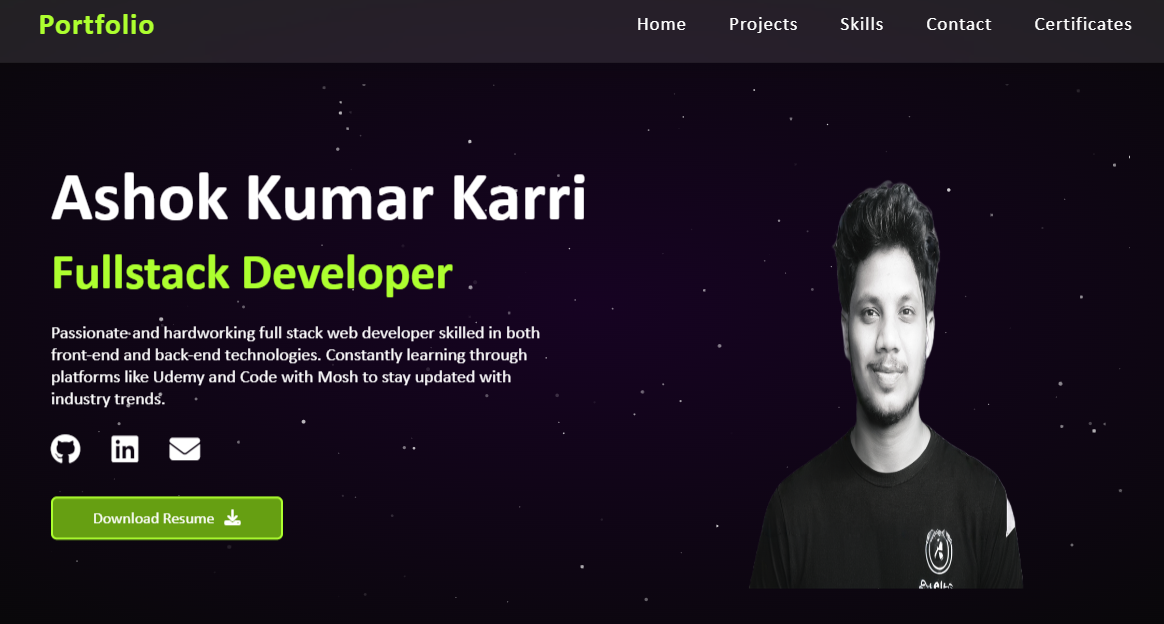 Portfolio
Home Projects Skills Contact Certificates
Ashok Kumar Karri
Fullstack Developer
Passionate and hardworking full stack web developer skilled in both
front-end and back-end technologies. Constantly learning through
platforms like Udemy and Code with Mosh to stay updated with
industry trends.
in
Download Resume